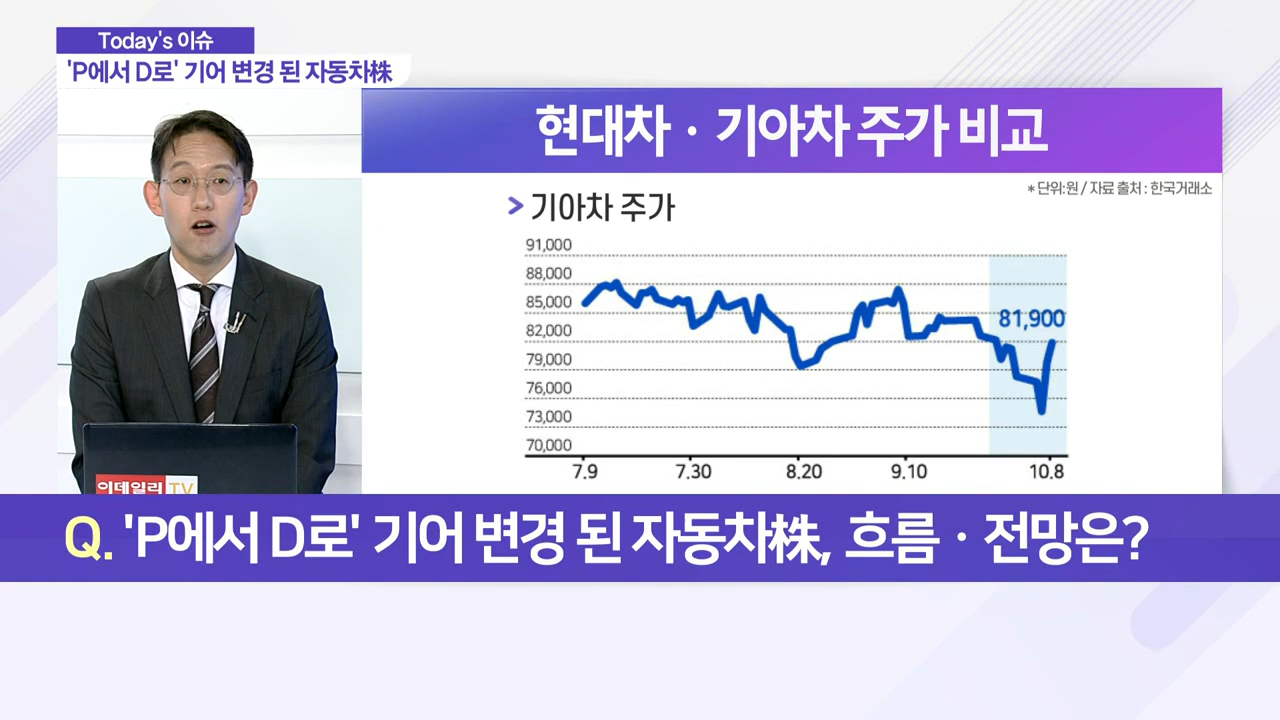 Today's 이슈
'P에서 D로' 기어 변경 된 자동차株
현대차 · 기아차 주가 비교
* 단위:원 / 자료 출처 : 한국거래소
> 기아차 주가
91,000
88,000
85,000
82,000
79,000
76,000
73,000
70,000
81,900
7.9 7.30 8.20 9.10 10.8
이데일리 TV
Q. 'P에서 D로' 기어 변경 된 자동차株, 흐름 · 전망은?